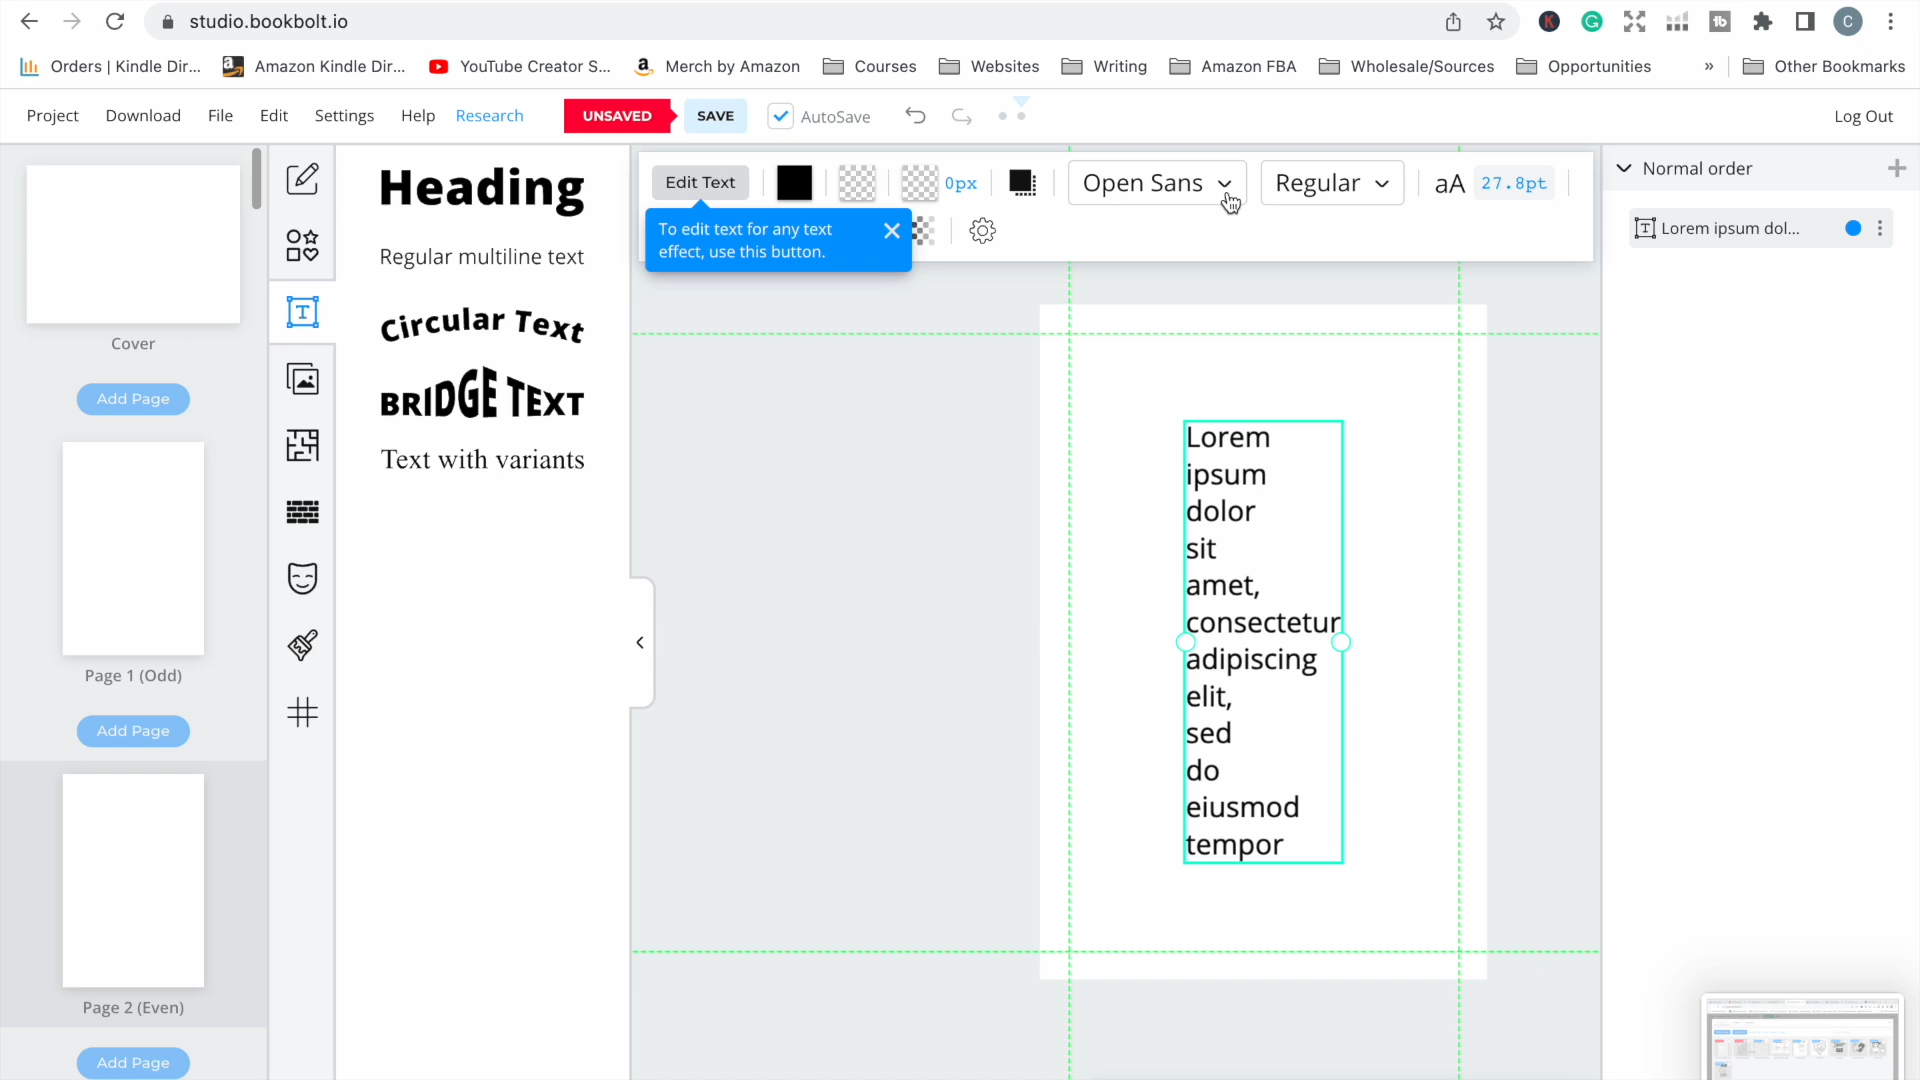 studio.bookbolt.io
Orders | Kindle Dir...
Amazon Kindle Dir...
YouTube Creator S...
Merch by Amazon
Courses
Websites
Writing
Amazon FBA
Wholesale/Sources
Opportunities
»
Other Bookmarks
Project
Download
File
Edit
Settings
Help
Research
UNSAVED
SAVE
AutoSave
Log Out
Cover
Add Page
Page 1 (Odd)
Add Page
Page 2 (Even)
Add Page
Heading
Regular multiline text
Circular Text
BRIDGE TEXT
Text with variants
Edit Text
0px
Open Sans
Regular
aA
27.8pt
To edit text for any text
effect, use this button.
Lorem
ipsum
dolor
sit
amet,
consectetur
adipiscing
elit,
sed
do
eiusmod
tempor
Normal order
Lorem ipsum dol...